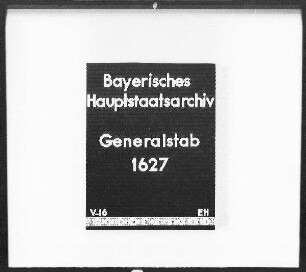 Bayerisches
Hauptstaatsarchiv
Generalstab
1627
V-16 EH